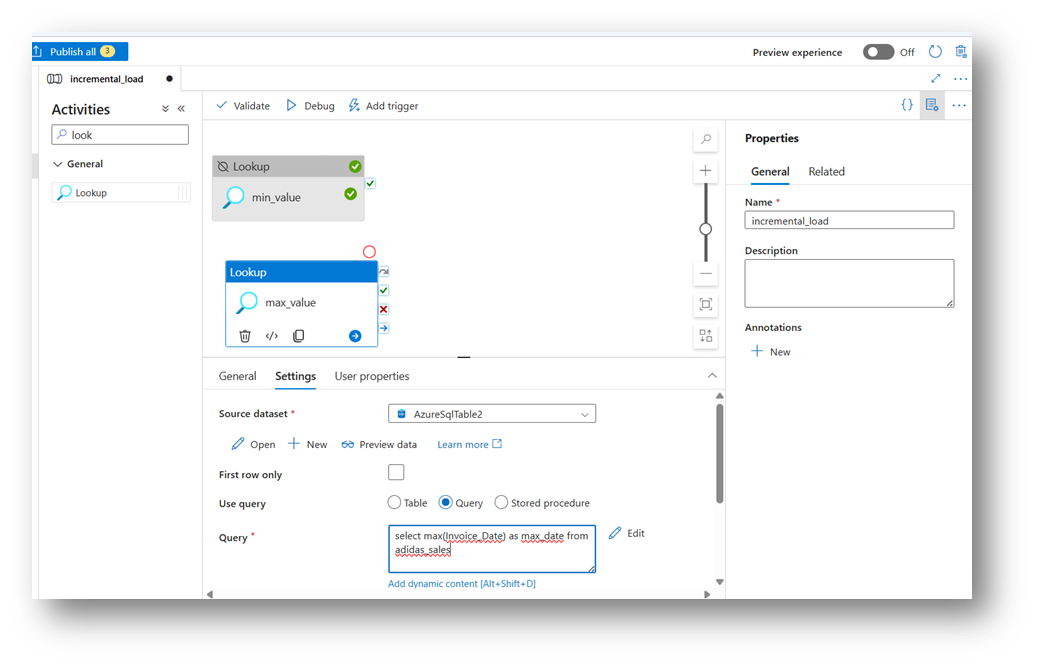 Publish all 3
Preview experience Off
incremental_load
Activities
look
General
Lookup
Validate Debug Add trigger
Lookup
min_value
Lookup
max_value
General Settings User properties
Source dataset *
AzureSqlTable2
Open New Preview data Learn more
First row only
Use query
Table Query Stored procedure
Query *
select max(Invoice_Date) as max_date from
adidas_sales
Edit
Add dynamic content [Alt+Shift+D]
Properties
General Related
Name *
incremental_load
Description
Annotations
New